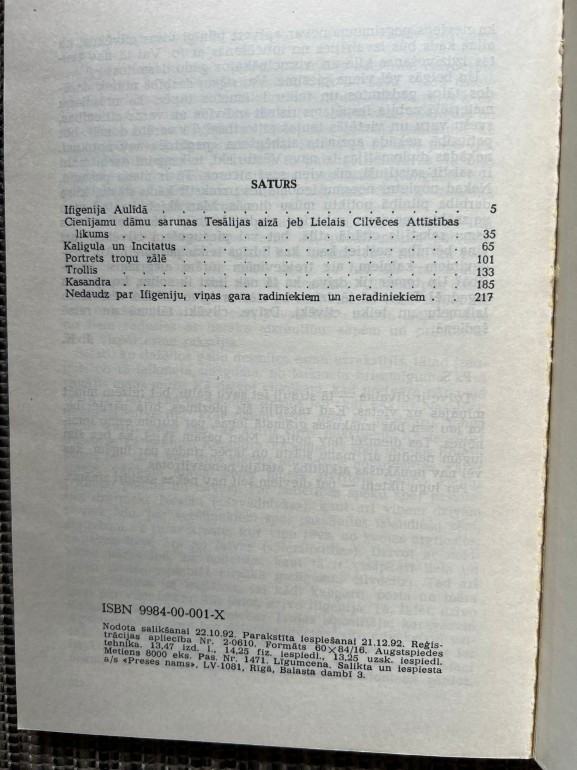 SATURS
Ifigenija Aulīdā . . . . . . . . . . . . . . . . 5
Cienījamu dāmu sarunas Tesālijas aizā jeb Lielais Cilvēces Attīstības
likums . . . . . . . . . . . . . . . . . . 35
Kaligula un Incitatus . . . . . . . . . . . . . . 65
Portrets troņu zālē . . . . . . . . . . . . . . . 101
Trollis . . . . . . . . . . . . . . . . . . . 133
Kasandra . . . . . . . . . . . . . . . . . . 185
Nedaudz par Ifigeniju, viņas gara radiniekiem un neradiniekiem . . 217
ISBN 9984-00-001-X
Nodota salikšanai 22.10.92. Parakstīta iespiešanai 21.12.92. Reģis-
trācijas apliecība Nr. 2-0610. Formāts 60×84/16. Augstspiedes
tehnika. 13,47 izd. l., 14,25 fiz. iespiedl., 13,25 uzsk. iespiedl.
Metiens 8000 eks. Pas. Nr. 1471. Līgumcena. Salikta un iespiesta
a/s «Preses nams», LV-1081, Rīgā, Balasta dambī 3.